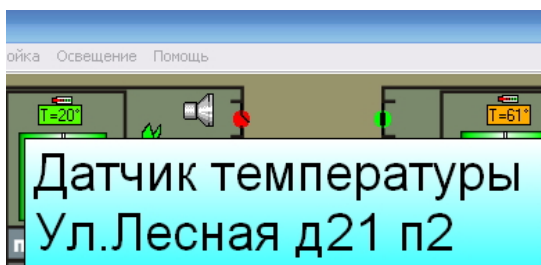 ойка Освещение Помощь
T=20° T=61°
Датчик температуры
Ул.Лесная д21 п2
п